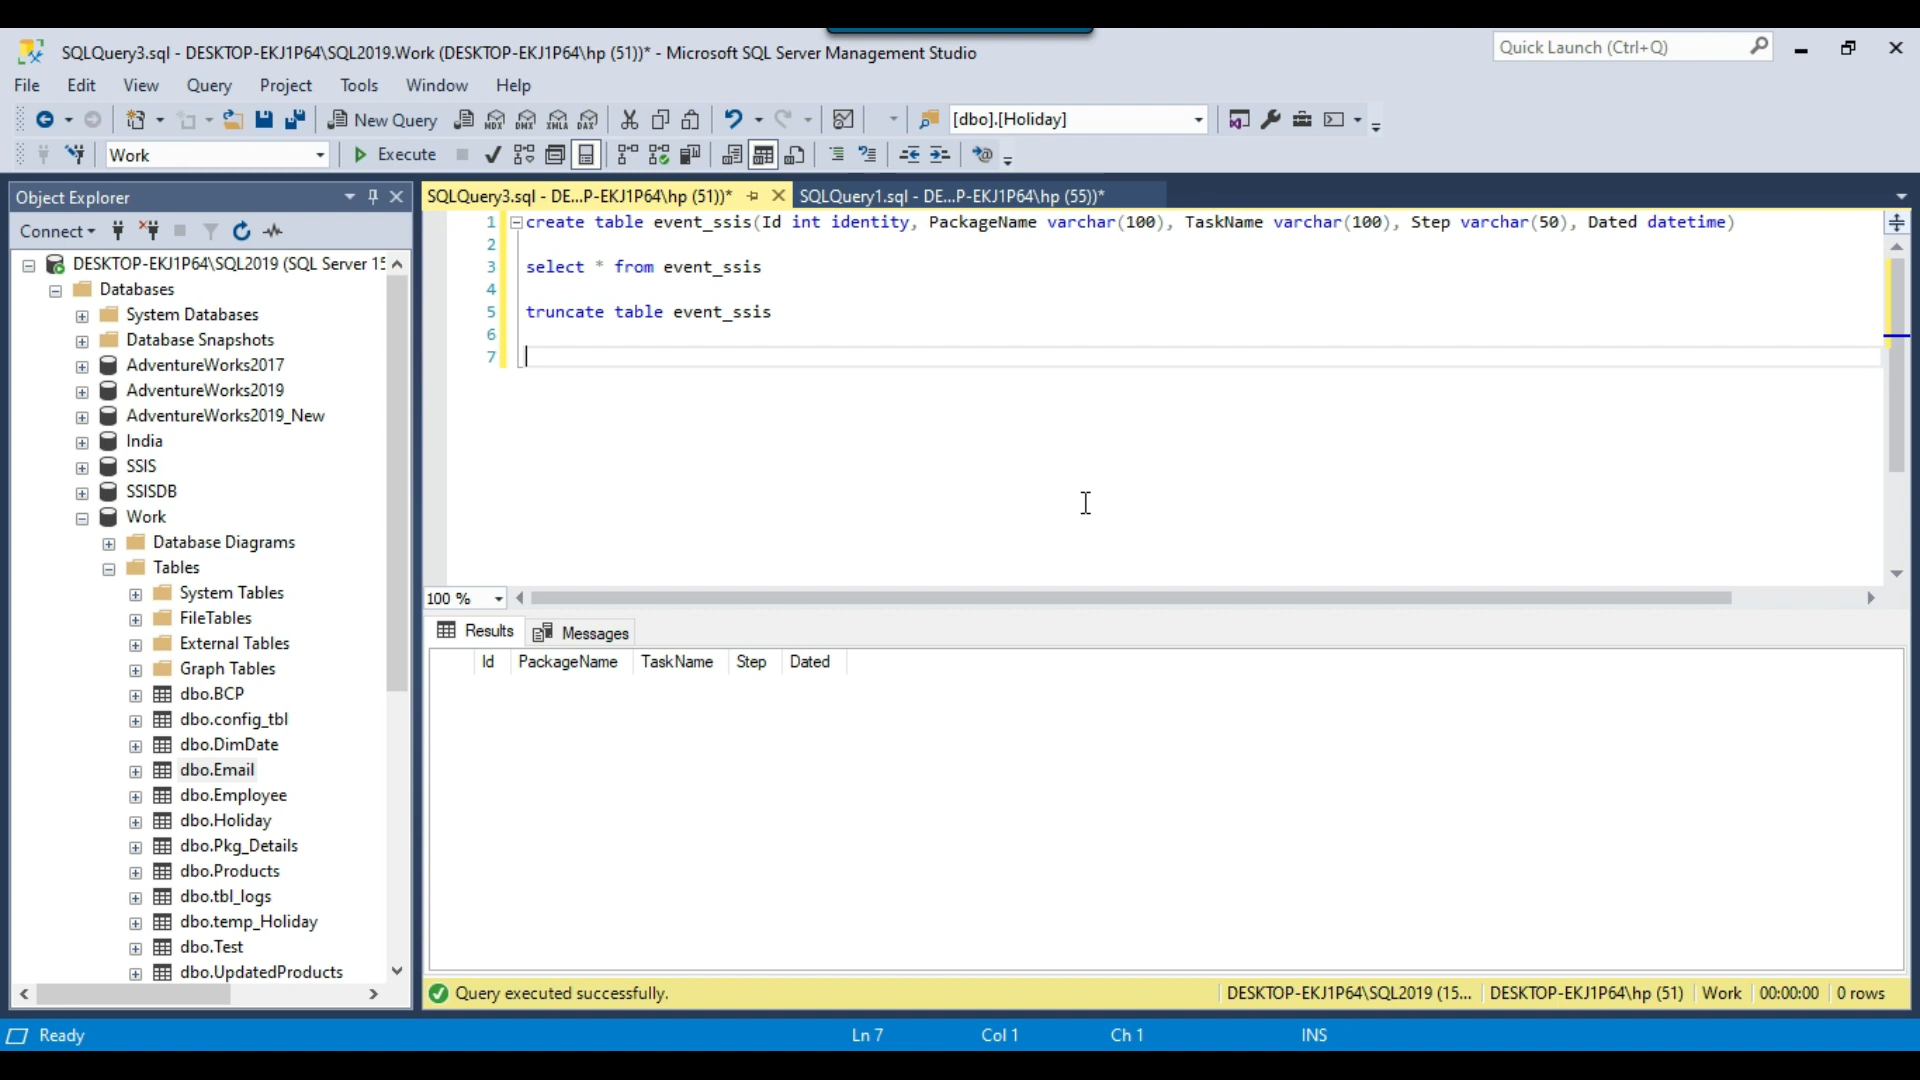 SQLQuery3.sql - DESKTOP-EKJ1P64\SQL2019.Work (DESKTOP-EKJ1P64\hp (51))* - Microsoft SQL Server Management Studio
Quick Launch (Ctrl+Q)
File Edit View Query Project Tools Window Help
New Query MDX DMX XMLA DAX [dbo].[Holiday]
Work Execute
Object Explorer
SQLQuery3.sql - DE...P-EKJ1P64\hp (51))* SQLQuery1.sql - DE...P-EKJ1P64\hp (55))*
Connect
DESKTOP-EKJ1P64\SQL2019 (SQL Server 15
Databases
System Databases
Database Snapshots
AdventureWorks2017
AdventureWorks2019
AdventureWorks2019_New
India
SSIS
SSISDB
Work
Database Diagrams
Tables
System Tables
FileTables
External Tables
Graph Tables
dbo.BCP
dbo.config_tbl
dbo.DimDate
dbo.Email
dbo.Employee
dbo.Holiday
dbo.Pkg_Details
dbo.Products
dbo.tbl_logs
dbo.temp_Holiday
dbo.Test
dbo.UpdatedProducts
1 create table event_ssis(Id int identity, PackageName varchar(100), TaskName varchar(100), Step varchar(50), Dated datetime)
2
3 select * from event_ssis
4
5 truncate table event_ssis
6
7
100 %
Results Messages
Id PackageName TaskName Step Dated
Query executed successfully. DESKTOP-EKJ1P64\SQL2019 (15... DESKTOP-EKJ1P64\hp (51) Work 00:00:00 0 rows
Ready Ln 7 Col 1 Ch 1 INS